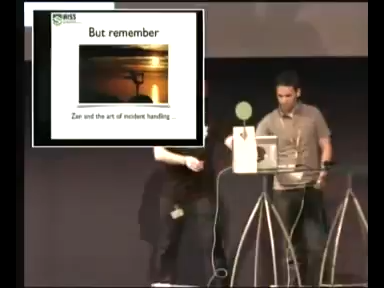 But remember
Zen and the art of incident handling ...